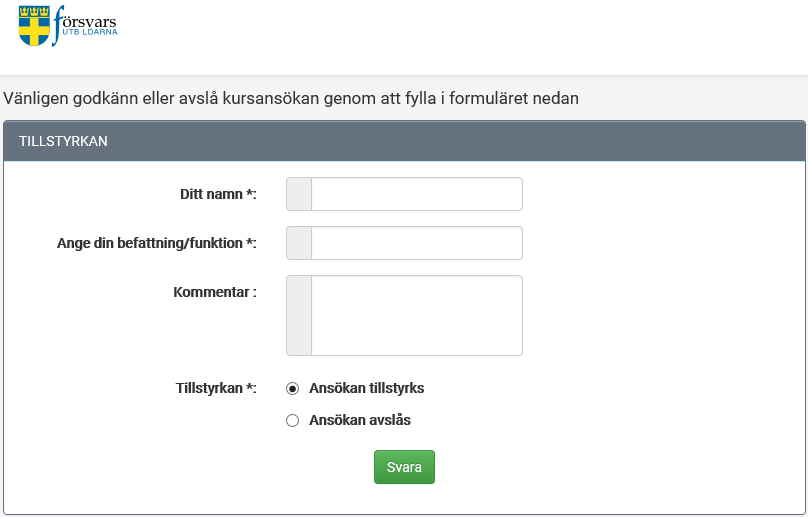 försvars
UTB LDARNA
Vänligen godkänn eller avslå kursansökan genom att fylla i formuläret nedan
TILLSTYRKAN
Ditt namn *:
Ange din befattning/funktion *:
Kommentar :
Tillstyrkan *:
Ansökan tillstyrks
Ansökan avslås
Svara